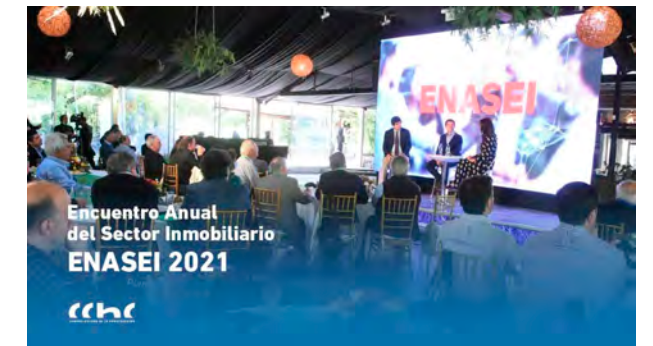 ENASEI
Encuentro Anual
del Sector Inmobiliario
ENASEI 2021
cchc